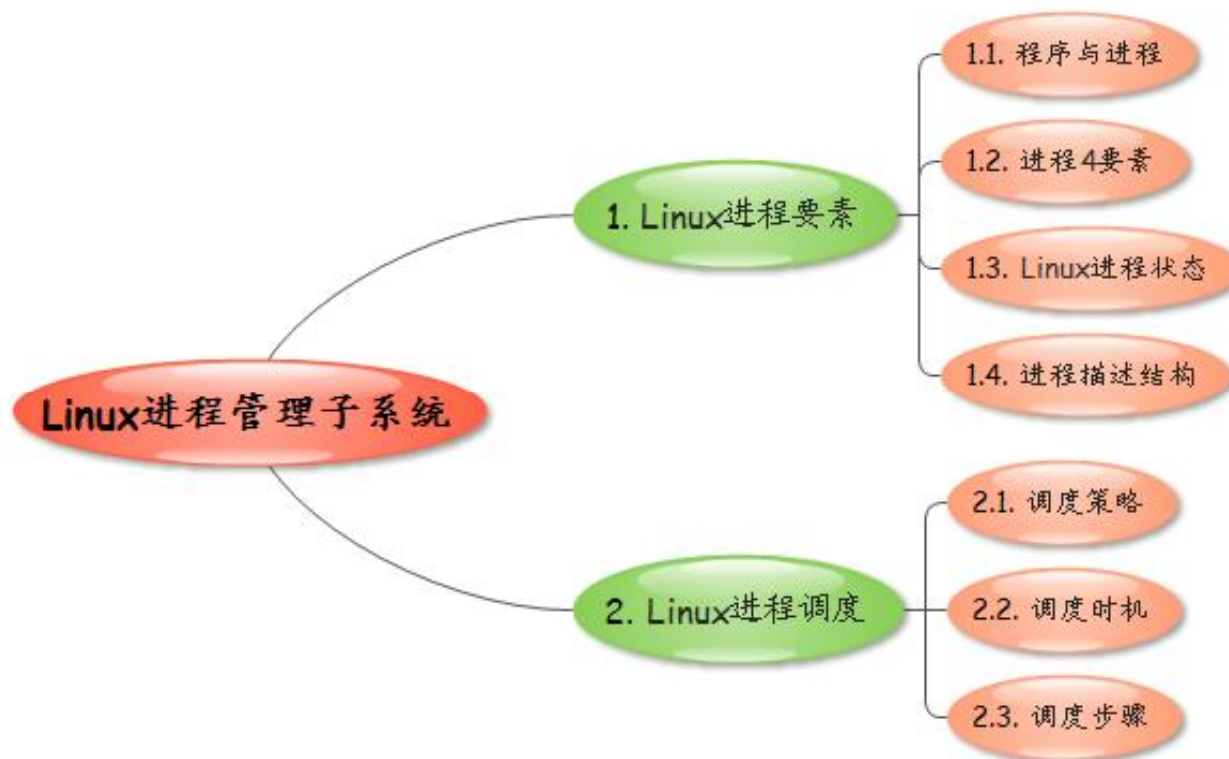 Linux进程管理子系统
1. Linux进程要素
1.1. 程序与进程
1.2. 进程4要素
1.3. Linux进程状态
1.4. 进程描述结构
2. Linux进程调度
2.1. 调度策略
2.2. 调度时机
2.3. 调度步骤